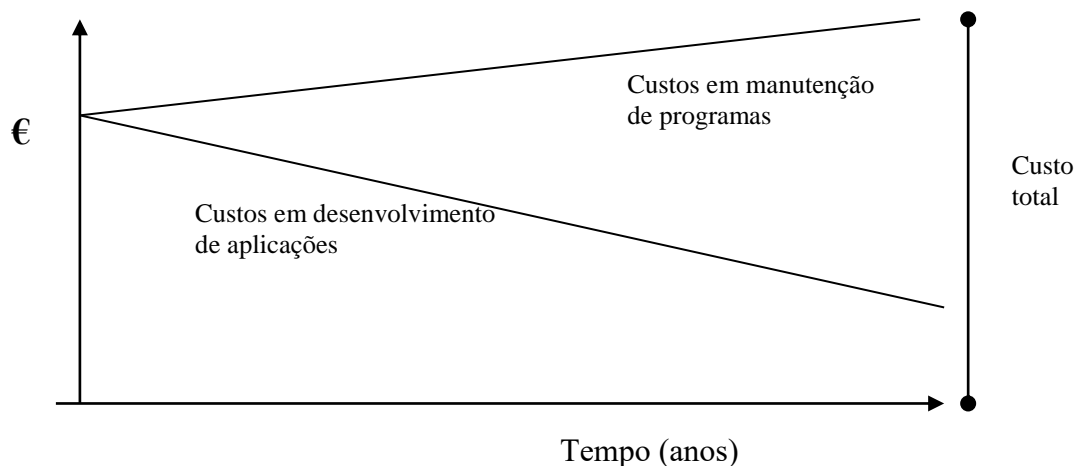 Custos em manutenção
de programas
€
Custo
total
Custos em desenvolvimento
de aplicações
Tempo (anos)